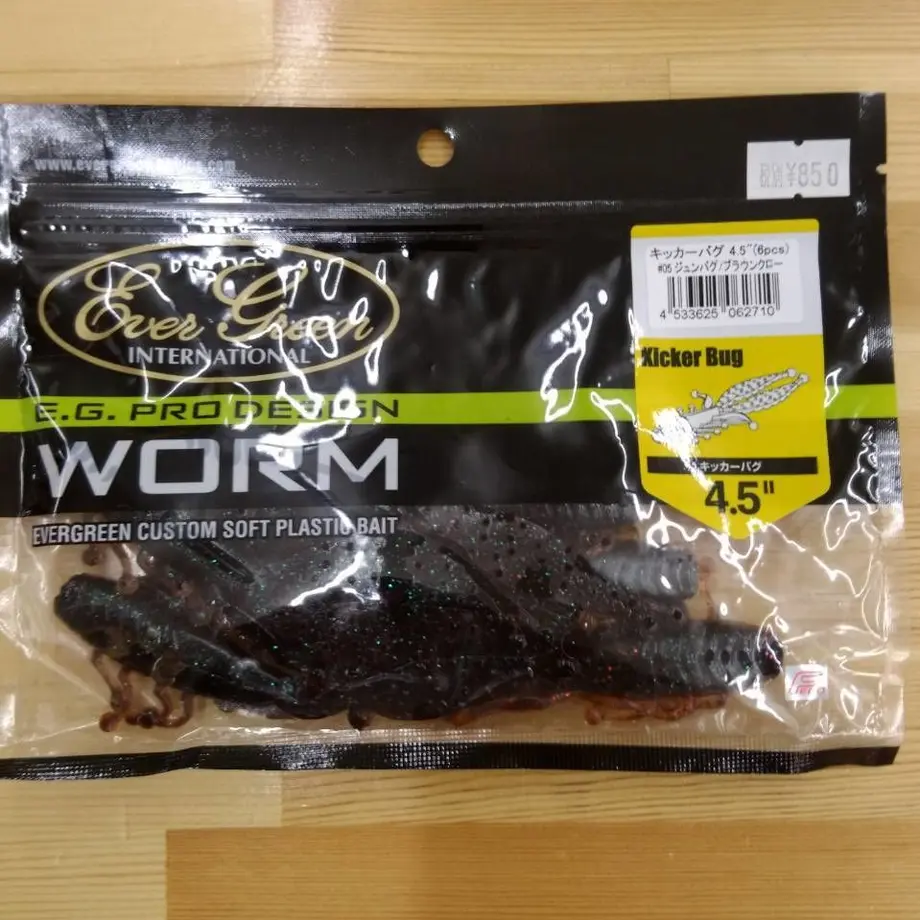 税別¥850
キッカーバグ 4.5"(6pcs)
#05 ジュンバグ/ブラウンクロー
4 533625 062710
Ever Green
INTERNATIONAL
Kicker Bug
E.G. PRO DESIGN
WORM
キッカーバグ
4.5"
EVERGREEN CUSTOM SOFT PLASTIC BAIT